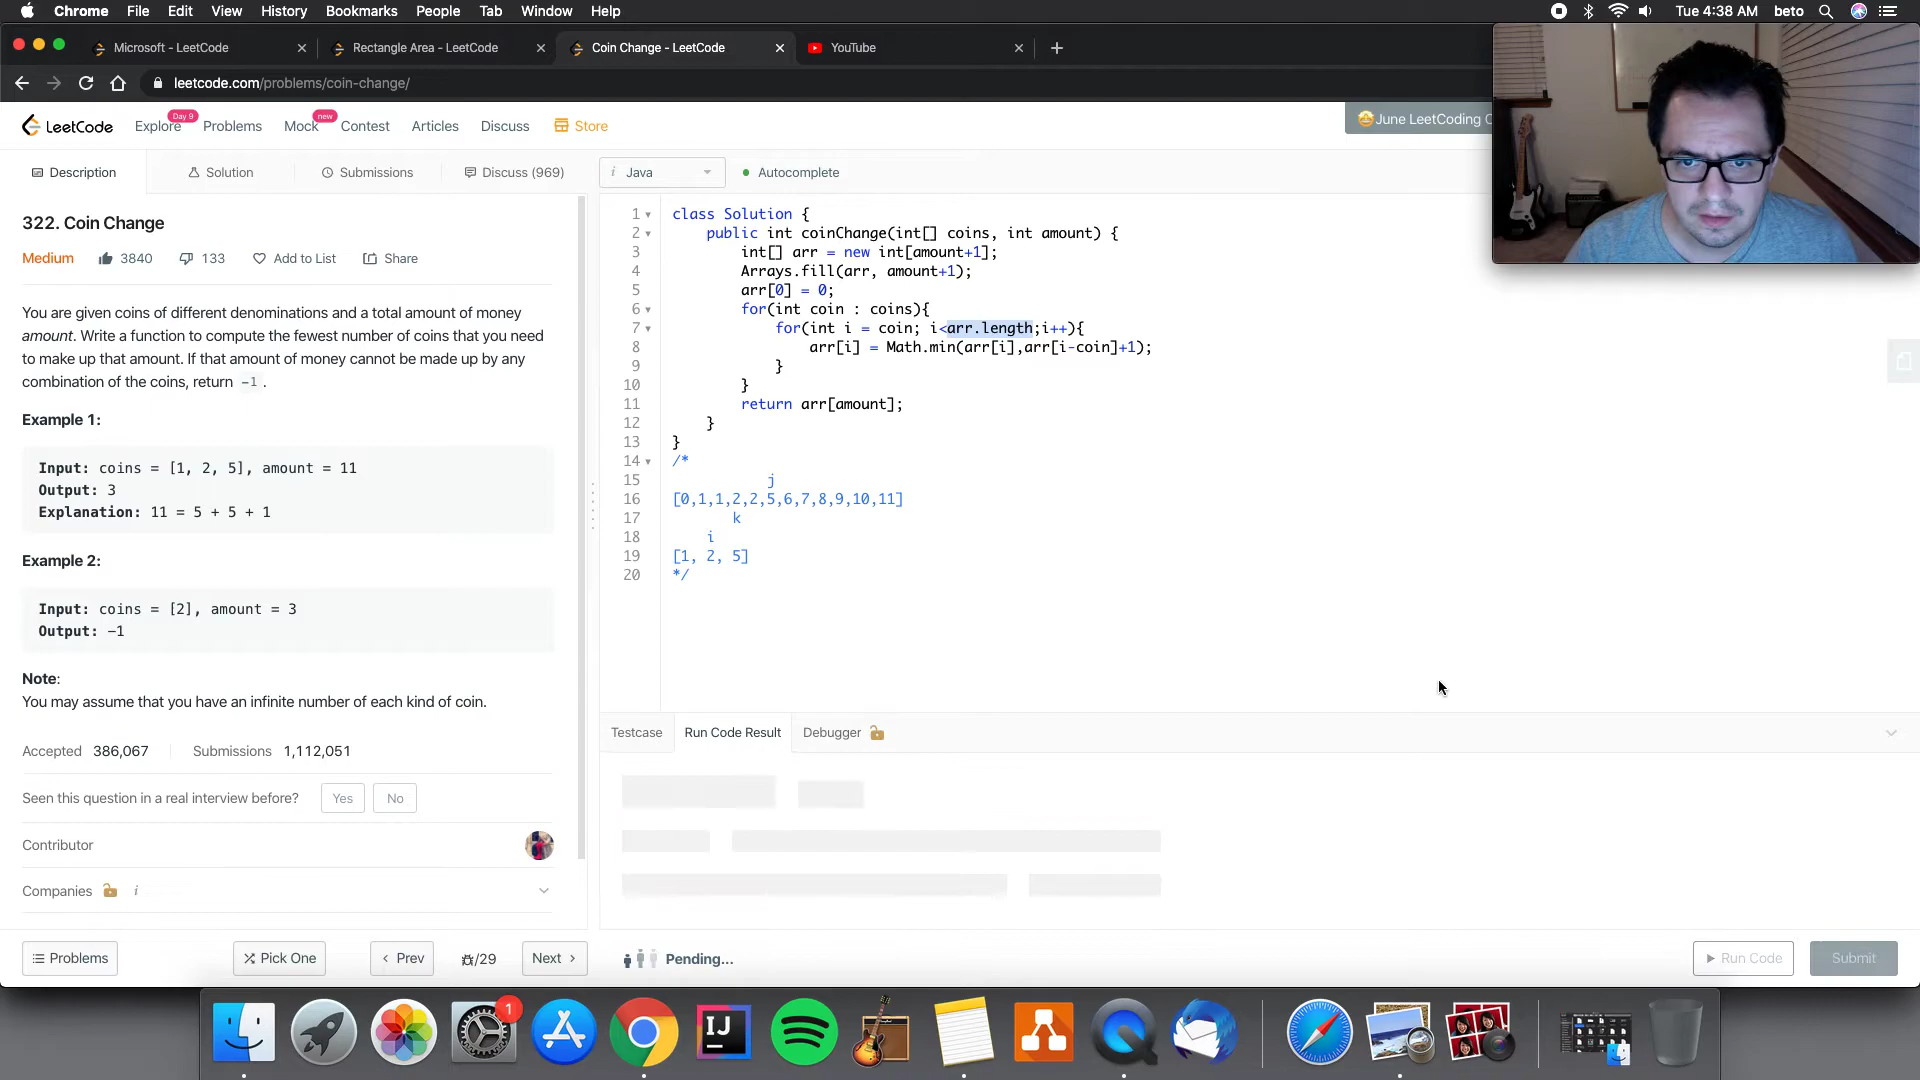 Chrome File Edit View History Bookmarks People Tab Window Help
Tue 4:38 AM beto
Microsoft - LeetCode
Rectangle Area - LeetCode
Coin Change - LeetCode
YouTube
leetcode.com/problems/coin-change/
LeetCode
Explore
Day 9
Problems
Mock
new
Contest
Articles
Discuss
Store
June LeetCoding C
Description
Solution
Submissions
Discuss (969)
i Java
Autocomplete
322. Coin Change
Medium 3840 133 Add to List Share
You are given coins of different denominations and a total amount of money
amount. Write a function to compute the fewest number of coins that you need
to make up that amount. If that amount of money cannot be made up by any
combination of the coins, return -1 .
Example 1:
Input: coins = [1, 2, 5], amount = 11
Output: 3
Explanation: 11 = 5 + 5 + 1
Example 2:
Input: coins = [2], amount = 3
Output: -1
Note:
You may assume that you have an infinite number of each kind of coin.
Accepted 386,067 Submissions 1,112,051
Seen this question in a real interview before? Yes No
Contributor
Companies i
Problems Pick One Prev /29 Next
1 class Solution {
2 public int coinChange(int[] coins, int amount) {
3 int[] arr = new int[amount+1];
4 Arrays.fill(arr, amount+1);
5 arr[0] = 0;
6 for(int coin : coins){
7 for(int i = coin; i<arr.length;i++){
8 arr[i] = Math.min(arr[i],arr[i-coin]+1);
9 }
10 }
11 return arr[amount];
12 }
13 }
14 /*
15 j
16 [0,1,1,2,2,5,6,7,8,9,10,11]
17 k
18 i
19 [1, 2, 5]
20 */
Testcase Run Code Result Debugger
Pending...
Run Code Submit
1
IJ